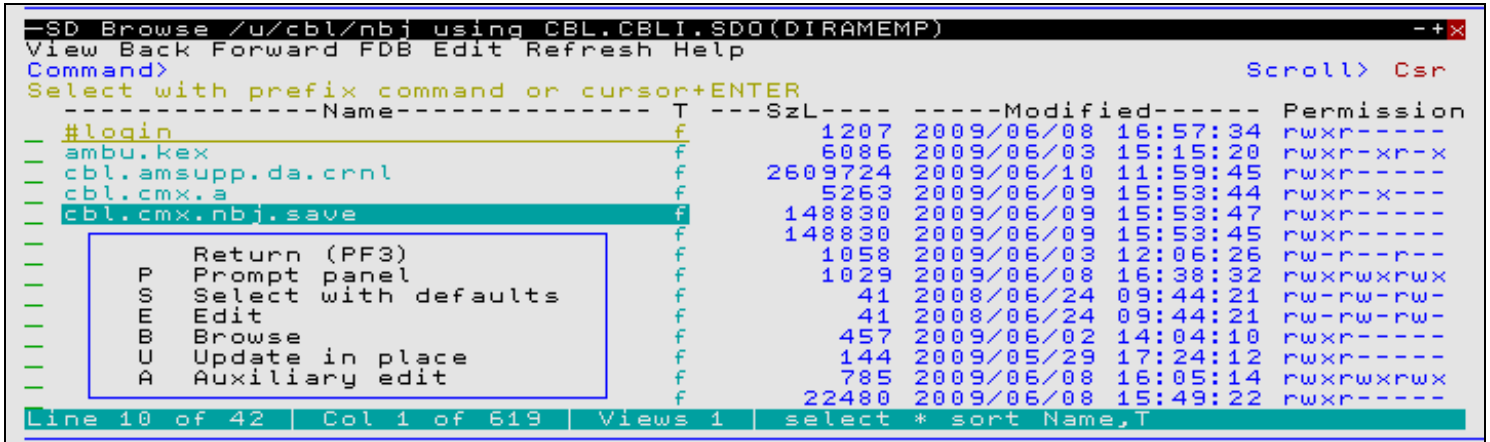 —SD Browse /u/cbl/nbj using CBL.CBLI.SDO(DIRAMEMP) -+x
View Back Forward FDB Edit Refresh Help
Command> Scroll> Csr
Select with prefix command or cursor+ENTER
----------------Name---------------- T ---SzL---- -----Modified------ Permission
_ #login f 1207 2009/06/08 16:57:34 rwxr-----
_ ambu.kex f 6086 2009/06/03 15:15:20 rwxr-xr-x
_ cbl.amsupp.da.crnl f 2609724 2009/06/10 11:59:45 rwxr-----
_ cbl.cmx.a f 5263 2009/06/09 15:53:44 rwxr-x---
_ cbl.cmx.nbj.save f 148830 2009/06/09 15:53:47 rwxr-----
_ f 148830 2009/06/09 15:53:45 rwxr-----
_ Return (PF3) f 1058 2009/06/03 12:06:26 rw-r--r--
_ P Prompt panel f 1029 2009/06/08 16:38:32 rwxrwxrwx
_ S Select with defaults f 41 2008/06/24 09:44:21 rw-rw-rw-
_ E Edit f 41 2008/06/24 09:44:21 rw-rw-rw-
_ B Browse f 457 2009/06/02 14:04:10 rwxr-----
_ U Update in place f 144 2009/05/29 17:24:12 rwxr-----
_ A Auxiliary edit f 785 2009/06/08 16:05:14 rwxrwxrwx
_ f 22480 2009/06/08 15:49:22 rwxr-----
Line 10 of 42 | Col 1 of 619 | Views 1 | select * sort Name,T